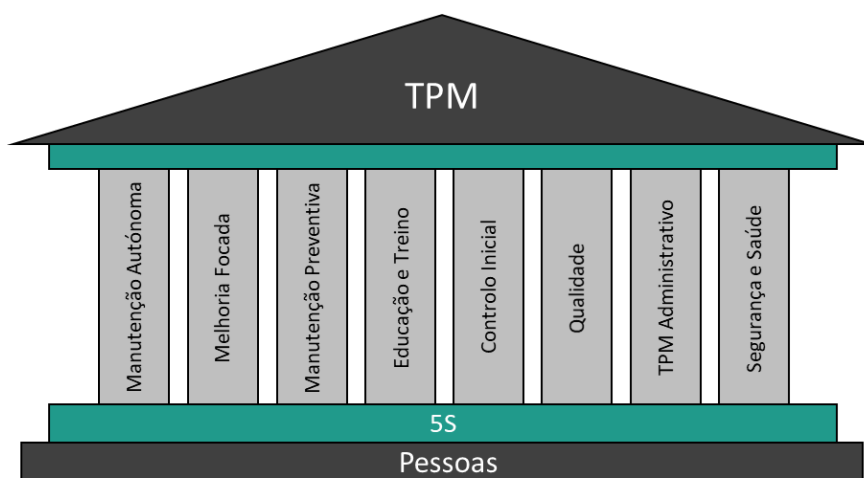 TPM
Manutenção Autónoma
Melhoria Focada
Manutenção Preventiva
Educação e Treino
Controlo Inicial
Qualidade
TPM Administrativo
Segurança e Saúde
5S
Pessoas